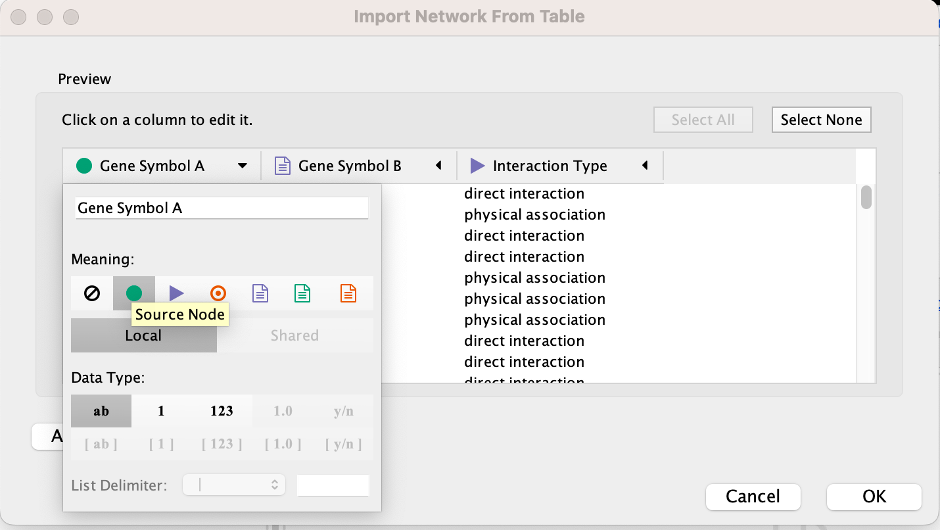 Import Network From Table
Preview
Click on a column to edit it.
Select All
Select None
Gene Symbol A
Gene Symbol B
Interaction Type
Gene Symbol A
Meaning:
Source Node
Local
Shared
Data Type:
ab 1 123 1.0 y/n
[ ab ] [ 1 ] [ 123 ] [ 1.0 ] [ y/n ]
List Delimiter: |
direct interaction
physical association
direct interaction
direct interaction
physical association
physical association
physical association
direct interaction
direct interaction
direct interaction
A
Cancel
OK